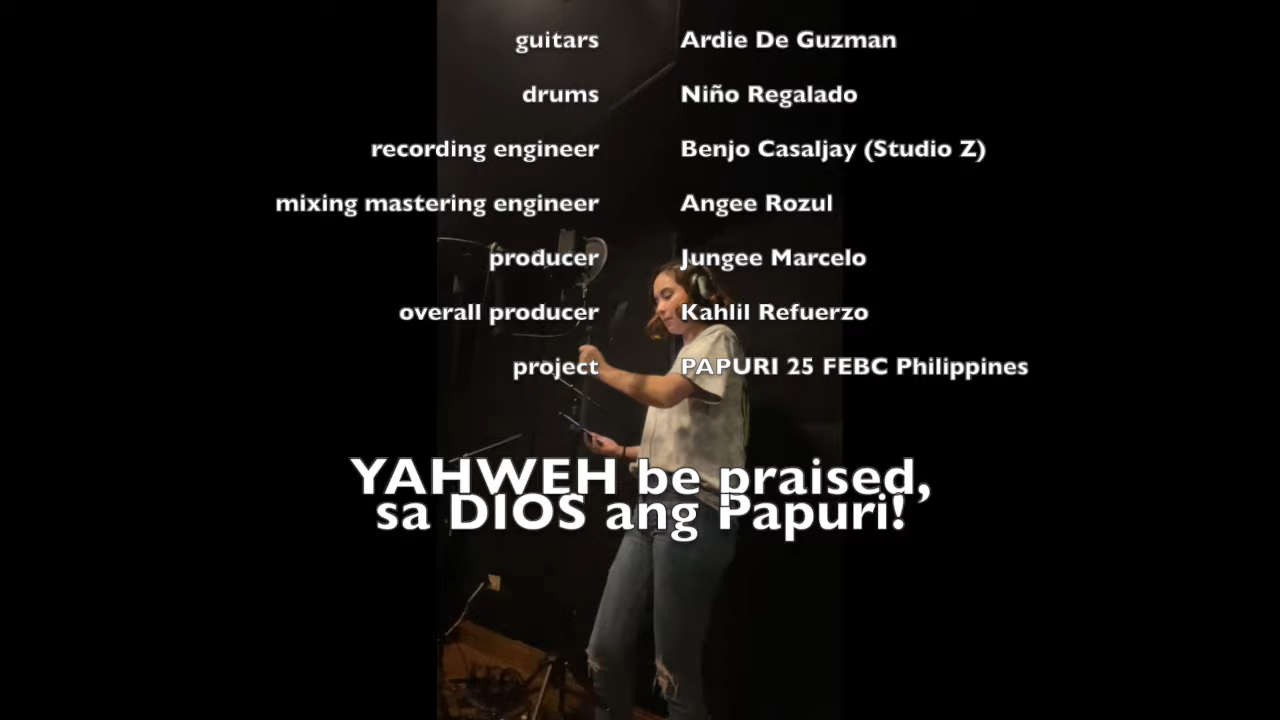 guitars Ardie De Guzman
drums Niño Regalado
recording engineer Benjo Casaljay (Studio Z)
mixing mastering engineer Angee Rozul
producer Jungee Marcelo
overall producer Kahlil Refuerzo
project PAPURI 25 FEBC Philippines
YAHWEH be praised,
sa DIOS ang Papuri!